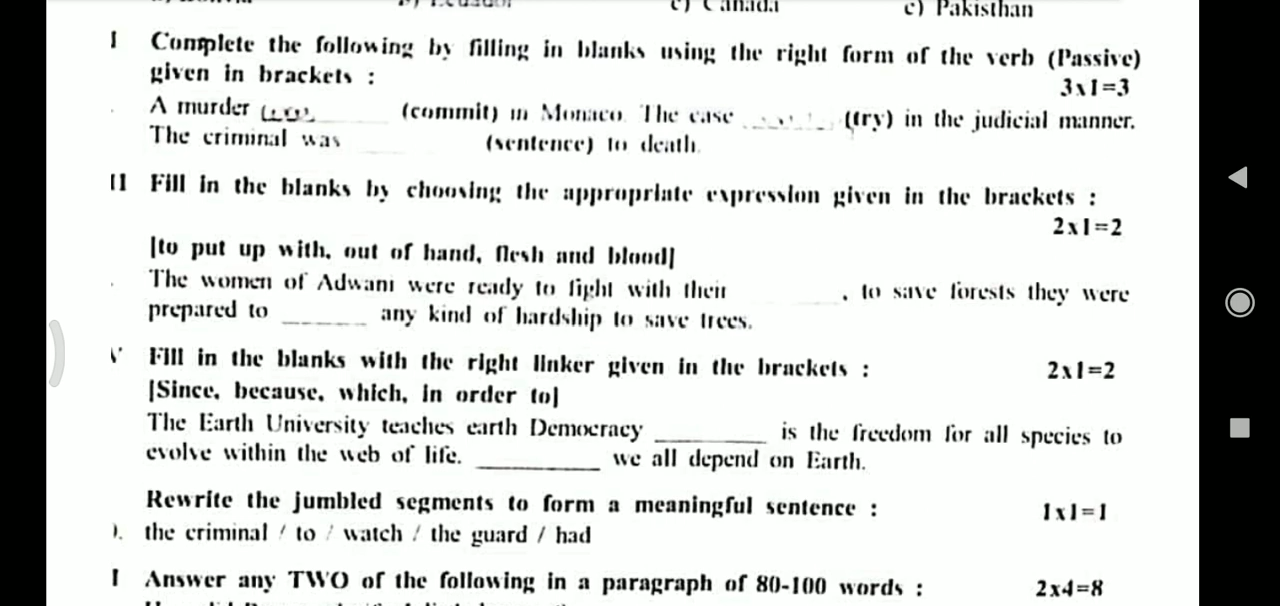 c) Canada c) Pakisthan
I Complete the following by filling in blanks using the right form of the verb (Passive)
given in brackets :
3x1=3
A murder ______ (commit) in Monaco. The case ______ (try) in the judicial manner.
The criminal was ______ (sentence) to death.
II Fill in the blanks by choosing the appropriate expression given in the brackets :
2x1=2
[to put up with, out of hand, flesh and blood]
The women of Adwani were ready to fight with their ______, to save forests they were
prepared to ______ any kind of hardship to save trees.
V Fill in the blanks with the right linker given in the brackets : 2x1=2
[Since, because, which, in order to]
The Earth University teaches earth Democracy ______ is the freedom for all species to
evolve within the web of life. ______ we all depend on Earth.
Rewrite the jumbled segments to form a meaningful sentence : 1x1=1
). the criminal / to / watch / the guard / had
I Answer any TWO of the following in a paragraph of 80-100 words : 2x4=8